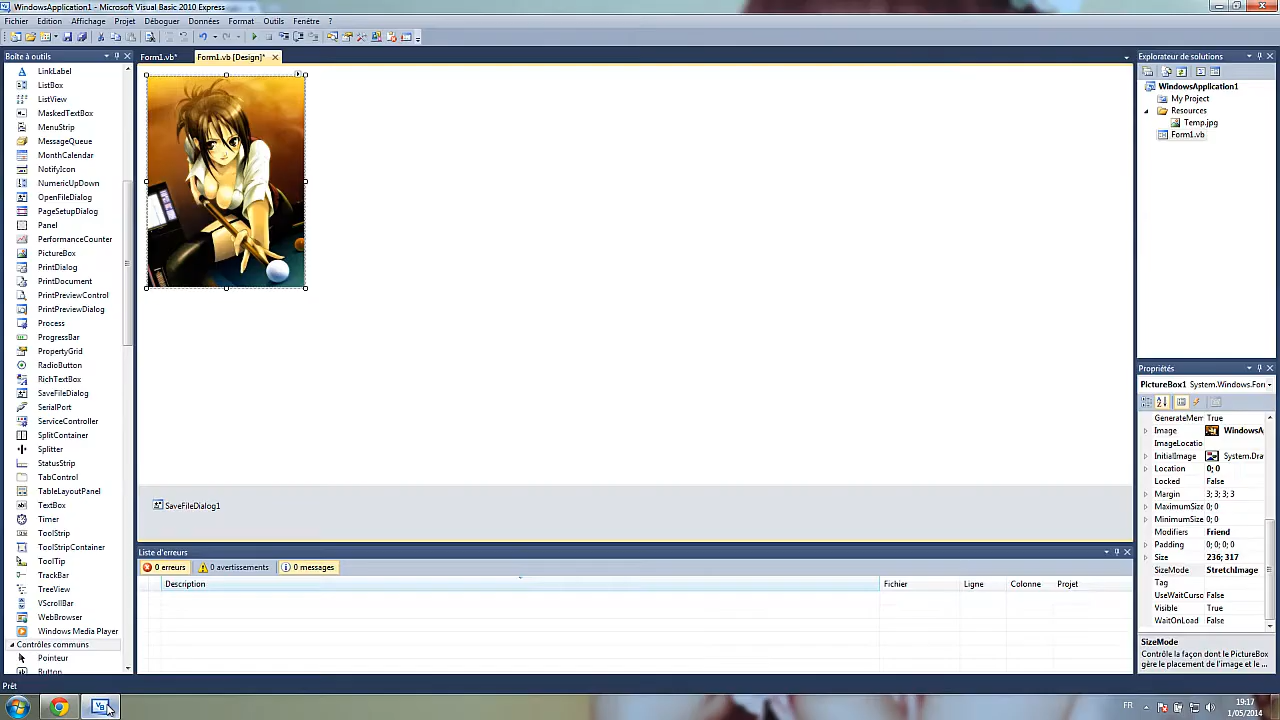 WindowsApplication1 - Microsoft Visual Basic 2010 Express
Fichier Edition Affichage Projet Déboguer Données Format Outils Fenêtre ?
Boîte à outils
Form1.vb* Form1.vb [Design]*
Explorateur de solutions
LinkLabel
ListBox
ListView
MaskedTextBox
MenuStrip
MessageQueue
MonthCalendar
NotifyIcon
NumericUpDown
OpenFileDialog
PageSetupDialog
Panel
PerformanceCounter
PictureBox
PrintDialog
PrintDocument
PrintPreviewControl
PrintPreviewDialog
Process
ProgressBar
PropertyGrid
RadioButton
RichTextBox
SaveFileDialog
SerialPort
ServiceController
SplitContainer
Splitter
StatusStrip
TabControl
TableLayoutPanel
TextBox
Timer
ToolStrip
ToolStripContainer
ToolTip
TrackBar
TreeView
VScrollBar
WebBrowser
Windows Media Player
Contrôles communs
Pointeur
Button
WindowsApplication1
My Project
Resources
Temp.jpg
Form1.vb
SaveFileDialog1
Liste d'erreurs
0 erreurs 0 avertissements 0 messages
Description Fichier Ligne Colonne Projet
Propriétés
PictureBox1 System.Windows.Forr
GenerateMem True
Image WindowsA
ImageLocatio
InitialImage System.Dra
Location 0; 0
Locked False
Margin 3; 3; 3; 3
MaximumSize 0; 0
MinimumSize 0; 0
Modifiers Friend
Padding 0; 0; 0; 0
Size 236; 317
SizeMode StretchImage
Tag
UseWaitCurso False
Visible True
WaitOnLoad False
SizeMode
Contrôle la façon dont le PictureBox
gère le placement de l'image et le ...
Prêt
FR
19:17
1/05/2014